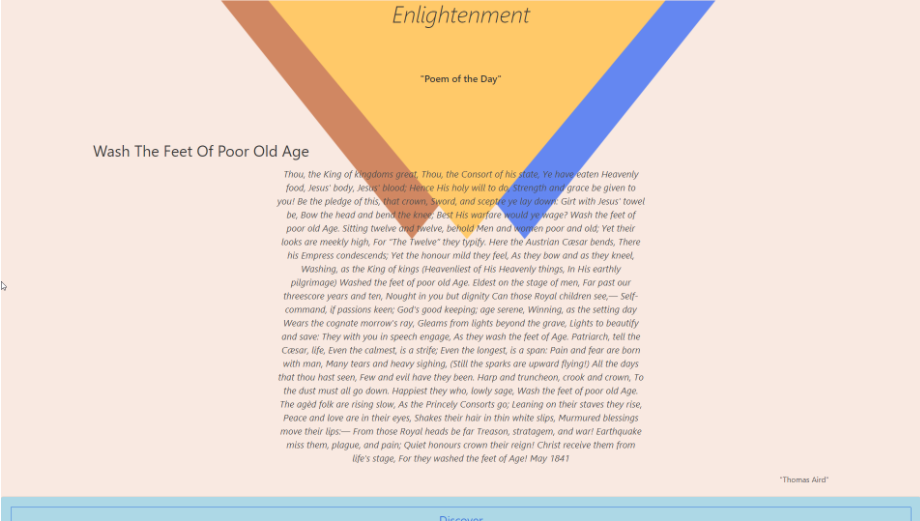 Enlightenment
"Poem of the Day"
Wash The Feet Of Poor Old Age
Thou, the King of kingdoms great, Thou, the Consort of his state, Ye have eaten Heavenly
food, Jesus' body, Jesus' blood; Hence His holy will to do, Strength and grace be given to
you! Be the pledge of this, that crown, Sword, and sceptre ye lay down: Girt with Jesus' towel
be, Bow the head and bend the knee; Best His warfare would ye wage? Wash the feet of
poor old Age. Sitting twelve and twelve, behold Men and women poor and old; Yet their
looks are meekly high, For "The Twelve" they typify. Here the Austrian Cæsar bends, There
his Empress condescends; Yet the honour mild they feel, As they bow and as they kneel,
Washing, as the King of kings (Heavenliest of His Heavenly things, In His earthly
pilgrimage) Washed the feet of poor old Age. Eldest on the stage of men, Far past our
threescore years and ten, Nought in you but dignity Can those Royal children see,— Self-
command, if passions keen; God's good keeping; age serene, Winning, as the setting day
Wears the cognate morrow's ray, Gleams from lights beyond the grave, Lights to beautify
and save: They with you in speech engage, As they wash the feet of Age. Patriarch, tell the
Cæsar, life, Even the calmest, is a strife; Even the longest, is a span: Pain and fear are born
with man, Many tears and heavy sighing, (Still the sparks are upward flying!) All the days
that thou hast seen, Few and evil have they been. Harp and truncheon, crook and crown, To
the dust must all go down. Happiest they who, lowly sage, Wash the feet of poor old Age.
The agèd folk are rising slow, As the Princely Consorts go; Leaning on their staves they rise,
Peace and love are in their eyes, Shakes their hair in thin white slips, Murmured blessings
move their lips:— From those Royal heads be far Treason, stratagem, and war! Earthquake
miss them, plague, and pain; Quiet honours crown their reign! Christ receive them from
life's stage, For they washed the feet of Age! May 1841
"Thomas Aird"
Discover